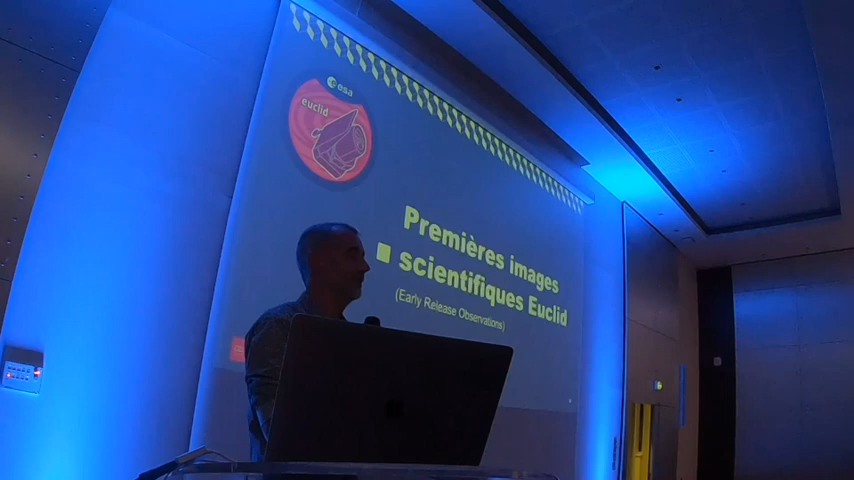 esa
euclid
Premières images
scientifiques Euclid
(Early Release Observations)